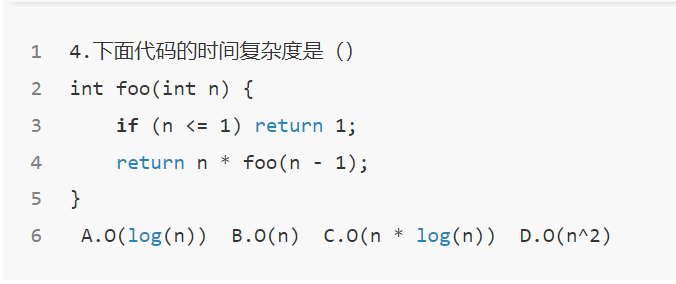 1 4.下面代码的时间复杂度是（）
2 int foo(int n) {
3 if (n <= 1) return 1;
4 return n * foo(n - 1);
5 }
6 A.O(log(n)) B.O(n) C.O(n * log(n)) D.O(n^2)